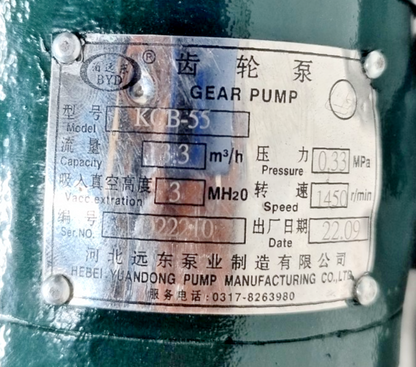 泊远东 BYD ® 齿轮泵
GEAR PUMP
型号 Model KCB-55
流量 Capacity 3.3 m³/h 压力 Pressure 0.33 MPa
吸入真空高度 Vacc.extration 3 MH20 转速 Speed 1450 r/min
编号 Ser.NO. 022210 出厂日期 Date 22.09
河北远东泵业制造有限公司
HEBEI YUANDONG PUMP MANUFACTURING CO.,LTD.
服务电话:0317-8263980